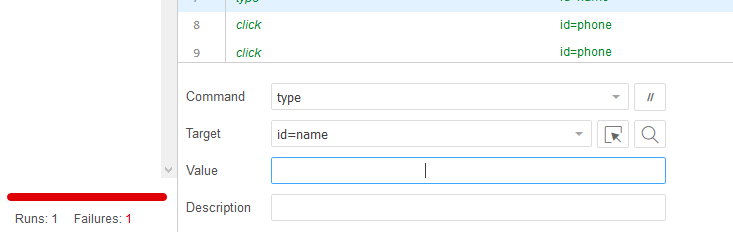 8 click id=phone
9 click id=phone
Command type //
Target id=name
Value
Description
Runs: 1 Failures: 1